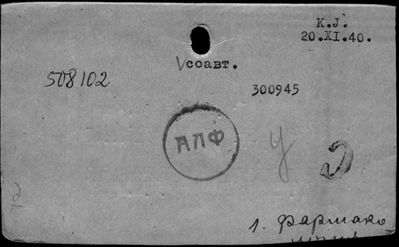 K.J.
20.XI.40.
Vсоавт.
508102
300945
АЛФ
У
1. Фармако